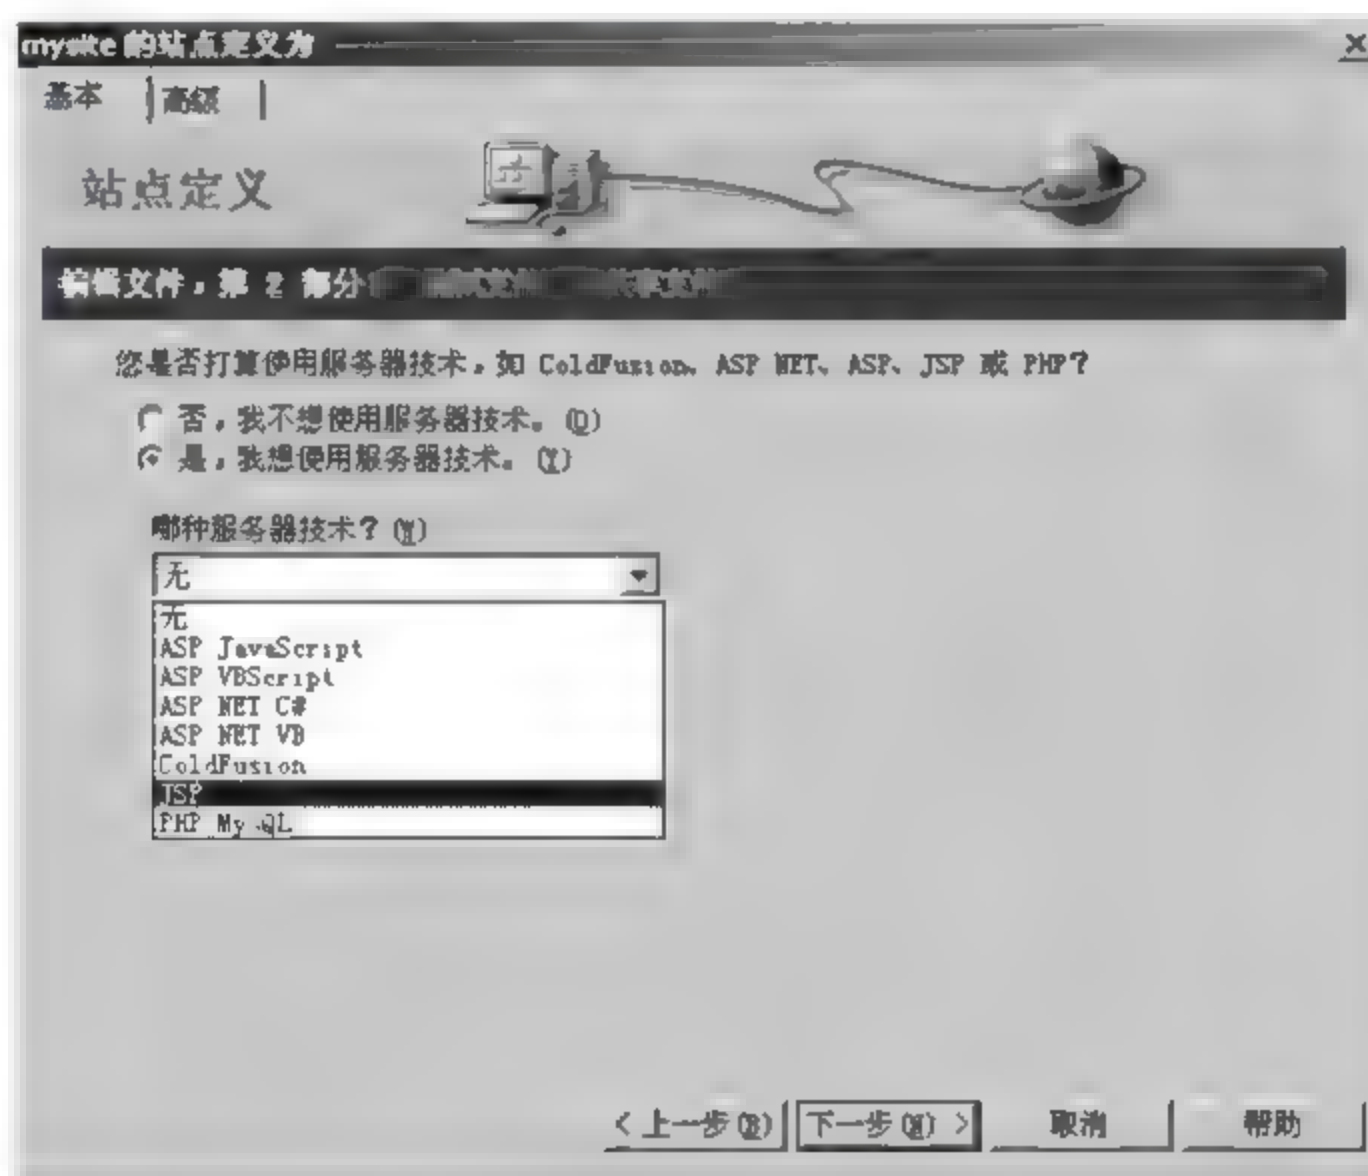 mysite 的站点定义为
基本 高级
站点定义
编辑文件,第 2 部分
您是否打算使用服务器技术,如 ColdFusion、ASP NET、ASP、JSP 或 PHP?
否,我不想使用服务器技术。(O)
是,我想使用服务器技术。(Y)
哪种服务器技术?(W)
无
无
ASP JavaScript
ASP VBScript
ASP NET C#
ASP NET VB
ColdFusion
JSP
PHP MySQL
< 上一步(B) 下一步(N) > 取消 帮助